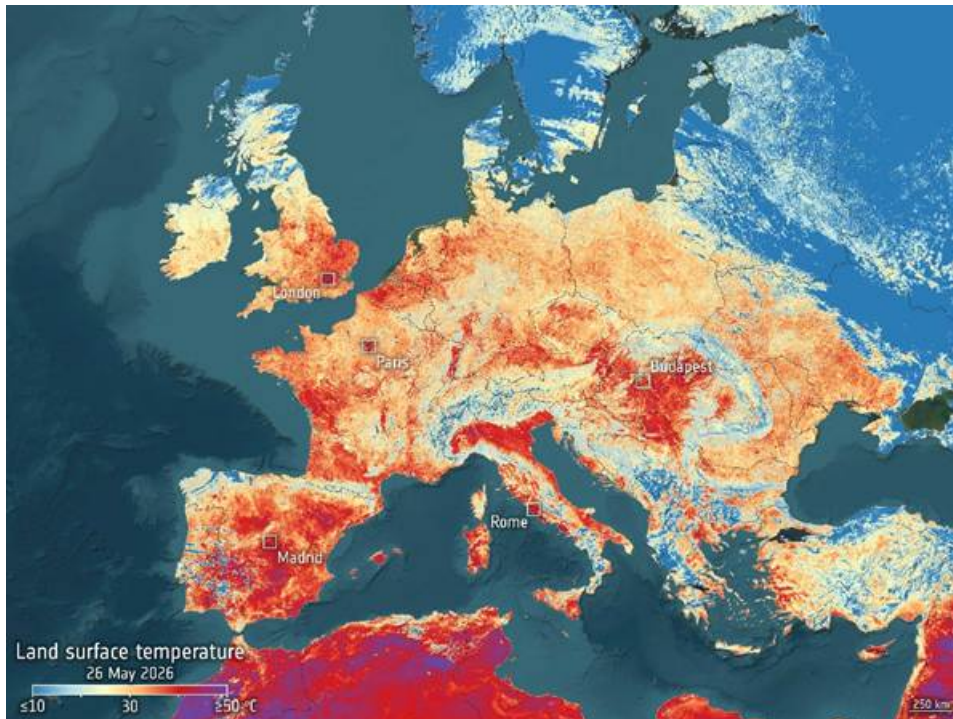 London
Paris
Budapest
Rome
Madrid
Land surface temperature
26 May 2026
≤10 30 ≥50 °C
250 km